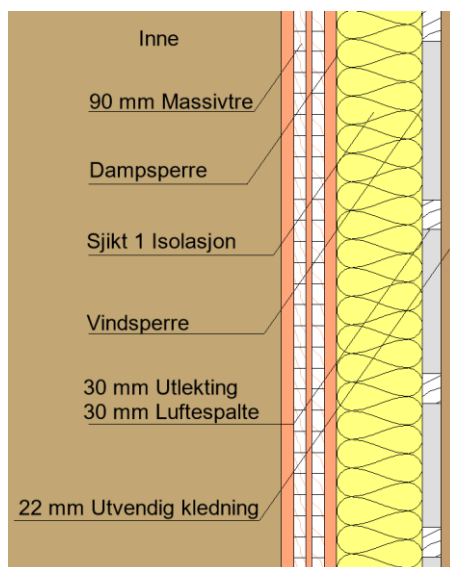 Inne
90 mm Massivtre
Dampsperre
Sjikt 1 Isolasjon
Vindsperre
30 mm Utlekting
30 mm Luftespalte
22 mm Utvendig kledning